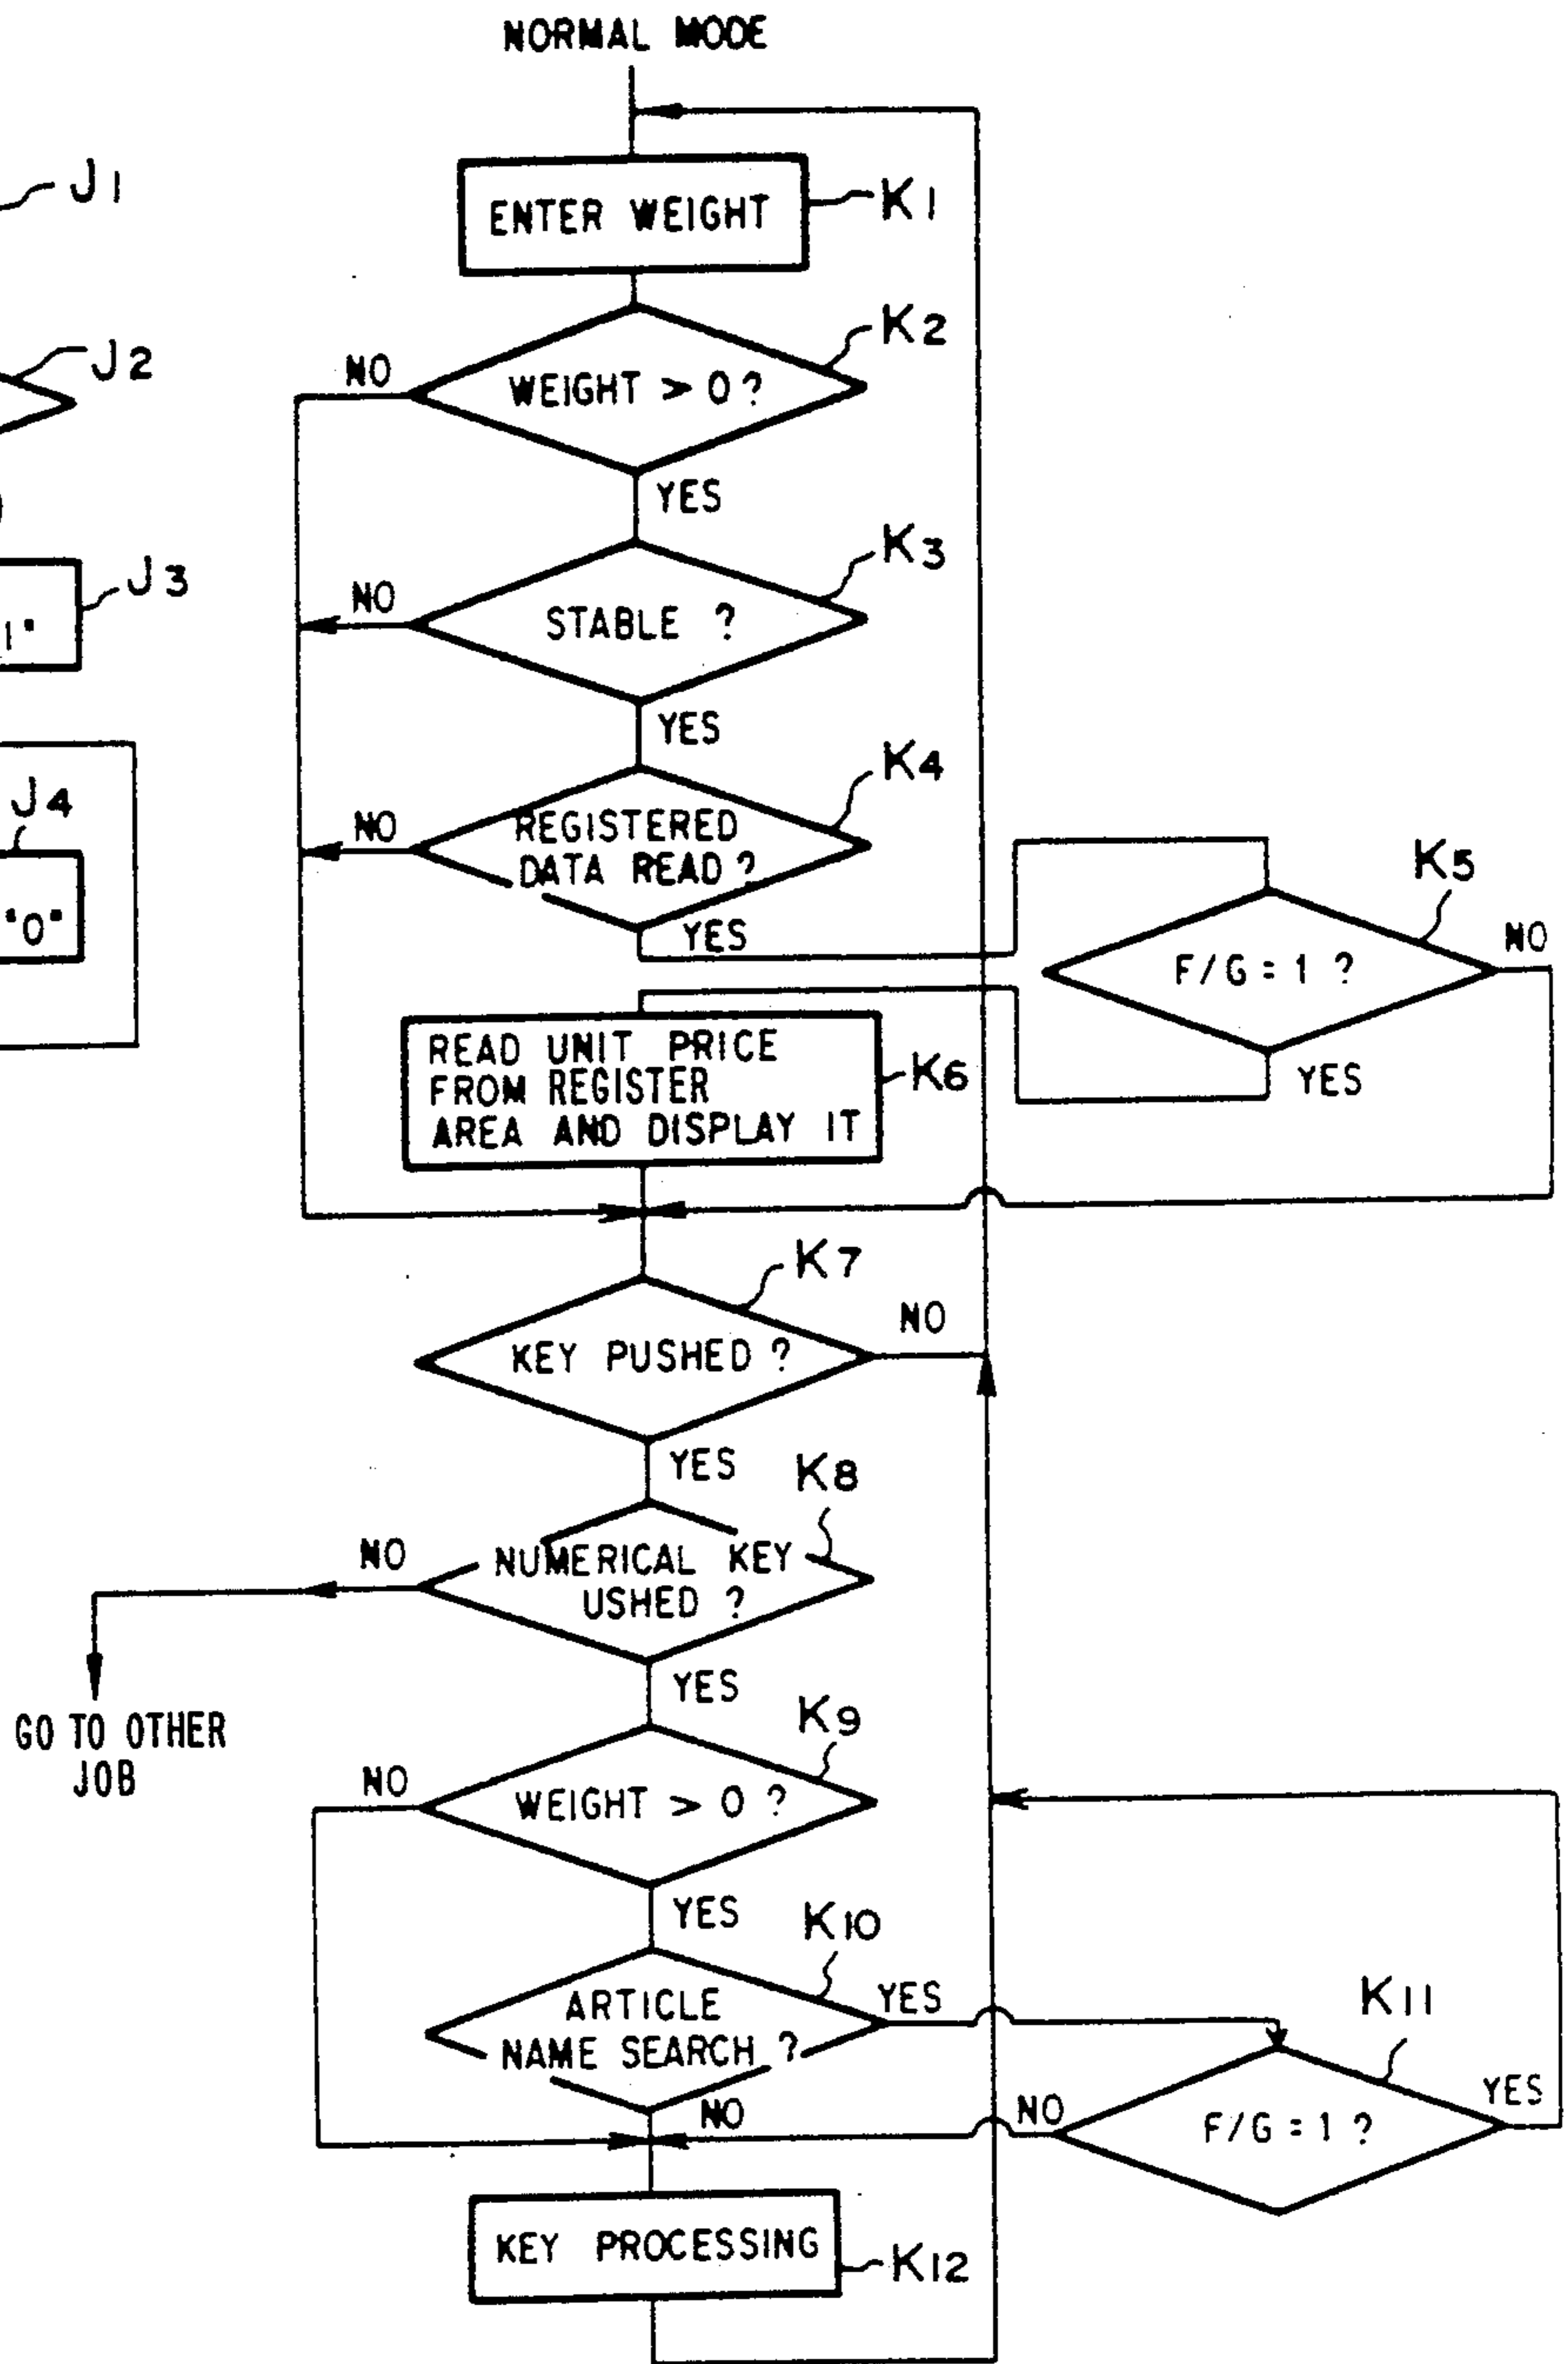 NORMAL MODE
J1
ENTER WEIGHT
K1
J2
K2
NO
WEIGHT > 0 ?
YES
J3
K3
NO
STABLE ?
1"
YES
J4
K4
NO
REGISTERED
DATA READ ?
YES
"0"
K5
NO
F/G = 1 ?
YES
READ UNIT PRICE
FROM REGISTER
AREA AND DISPLAY IT
K6
K7
NO
KEY PUSHED ?
YES
K8
NO
NUMERICAL KEY
USHED ?
YES
GO TO OTHER
JOB
K9
NO
WEIGHT > 0 ?
YES
K10
YES
ARTICLE
NAME SEARCH ?
NO
K11
NO
YES
F/G = 1 ?
KEY PROCESSING
K12